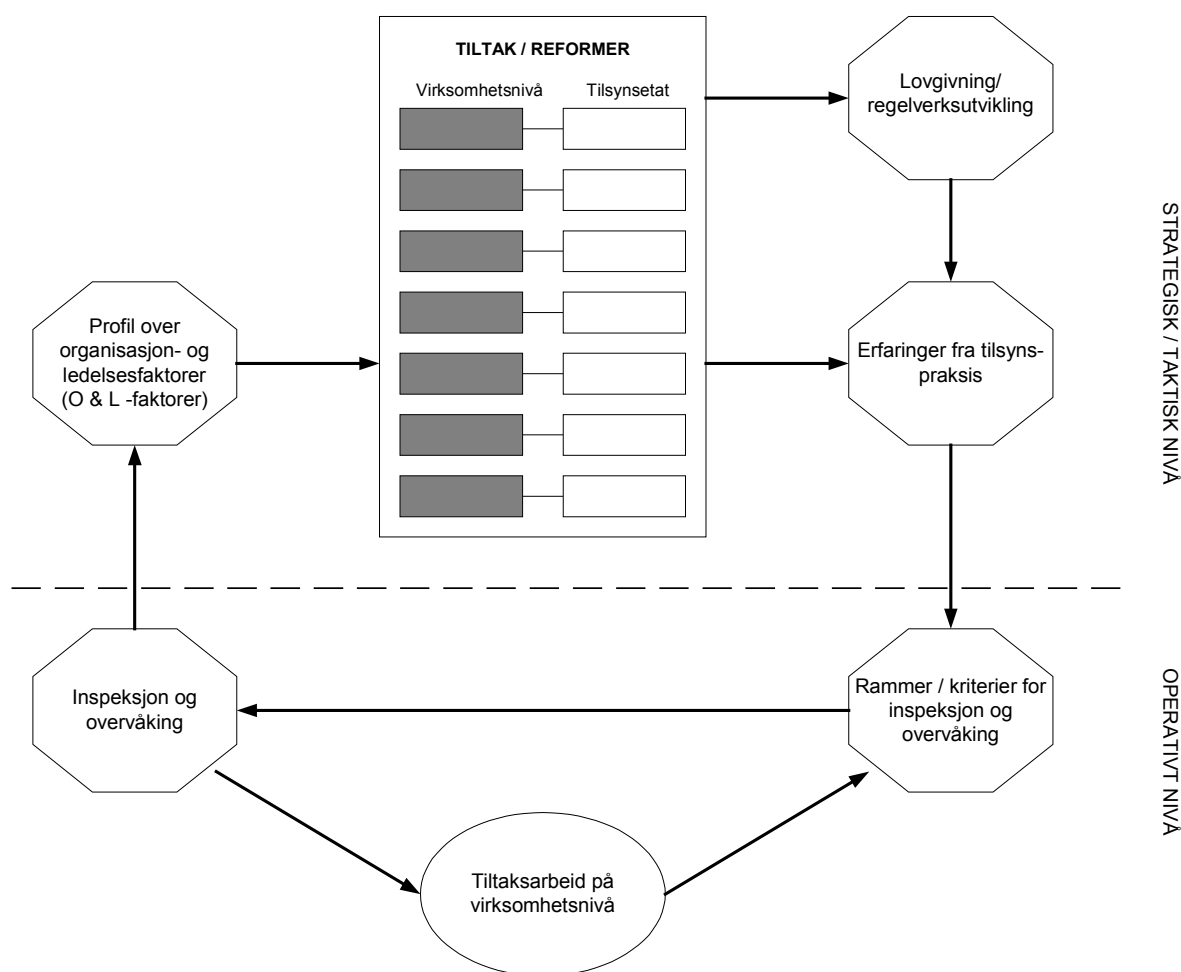 TILTAK / REFORMER
Virksomhetsnivå
Tilsynsetat
Lovgivning/
regelverksutvikling
Profil over
organisasjon- og
ledelsesfaktorer
(O & L -faktorer)
Erfaringer fra tilsyns-
praksis
STRATEGISK / TAKTISK NIVÅ
Inspeksjon og
overvåking
Rammer / kriterier for
inspeksjon og
overvåking
Tiltaksarbeid på
virksomhetsnivå
OPERATIVT NIVÅ